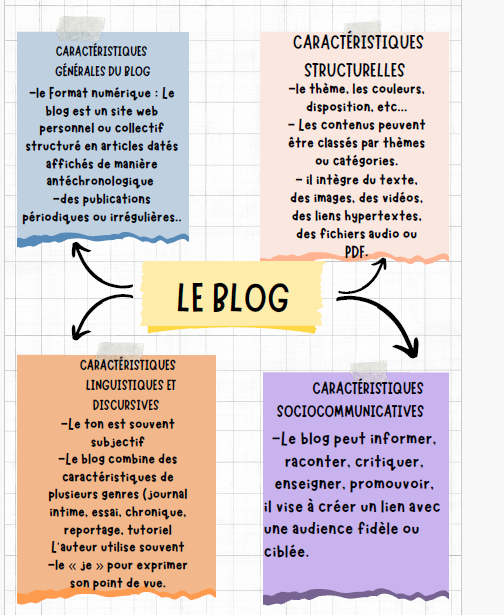 CARACTÉRISTIQUES
GÉNÉRALES DU BLOG
-le Format numérique : Le
blog est un site web
personnel ou collectif
structuré en articles datés
affichés de manière
antéchronologique
-des publications
périodiques ou irrégulières..
CARACTÉRISTIQUES
STRUCTURELLES
-le thème, les couleurs,
disposition, etc...
- Les contenus peuvent
être classés par thèmes
ou catégories.
- il intègre du texte,
des images, des vidéos,
des liens hypertextes,
des fichiers audio ou
PDF.
LE BLOG
CARACTÉRISTIQUES
LINGUISTIQUES ET
DISCURSIVES
-Le ton est souvent
subjectif
-Le blog combine des
caractéristiques de
plusieurs genres (journal
intime, essai, chronique,
reportage, tutoriel
L'auteur utilise souvent
-le « je » pour exprimer
son point de vue.
CARACTÉRISTIQUES
SOCIOCOMMUNICATIVES
-Le blog peut informer,
raconter, critiquer,
enseigner, promouvoir,
il vise à créer un lien avec
une audience fidèle ou
ciblée.